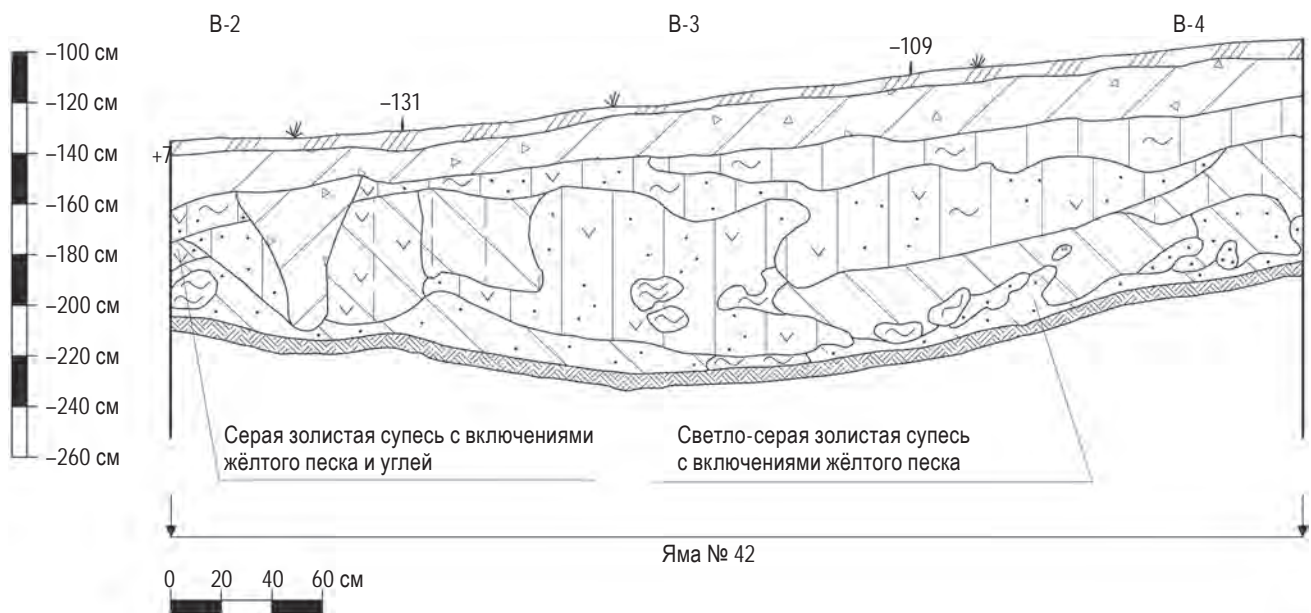 В-2 В-3 В-4
–100 см
–109
–120 см
–131
–140 см
+7
–160 см
–180 см
–200 см
–220 см
–240 см
–260 см
Серая золистая супесь с включениями
жёлтого песка и углей
Светло-серая золистая супесь
с включениями жёлтого песка
Яма № 42
0 20 40 60 см